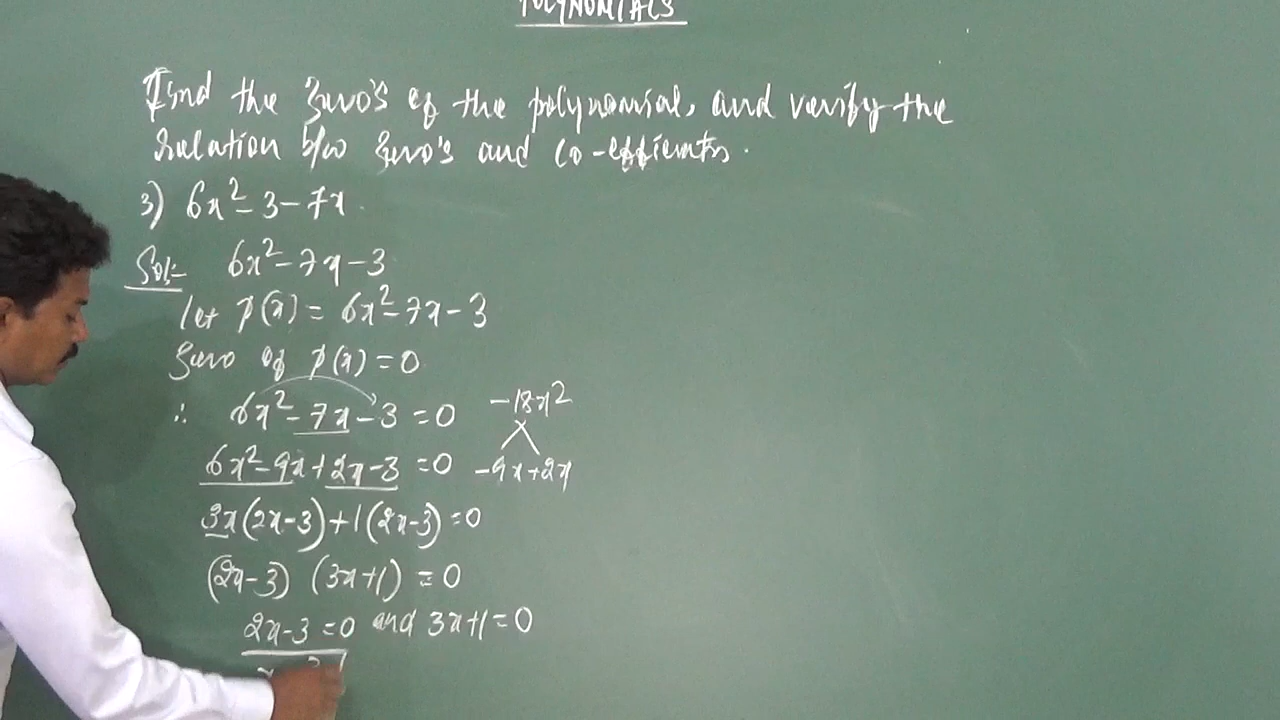 POLYNOMIALS
Find the zero's of the polynomial, and verify the
relation b/w zero's and co-efficients.
3) 6x² - 3 - 7x.
Sol:- 6x² - 7x - 3
let p(x) = 6x² - 7x - 3
zero of p(x) = 0
∴ 6x² - 7x - 3 = 0 -18x²
6x² - 9x + 2x - 3 = 0 -9x +2x
3x(2x-3) + 1(2x-3) = 0
(2x-3) (3x+1) = 0
2x-3 = 0 and 3x+1 = 0